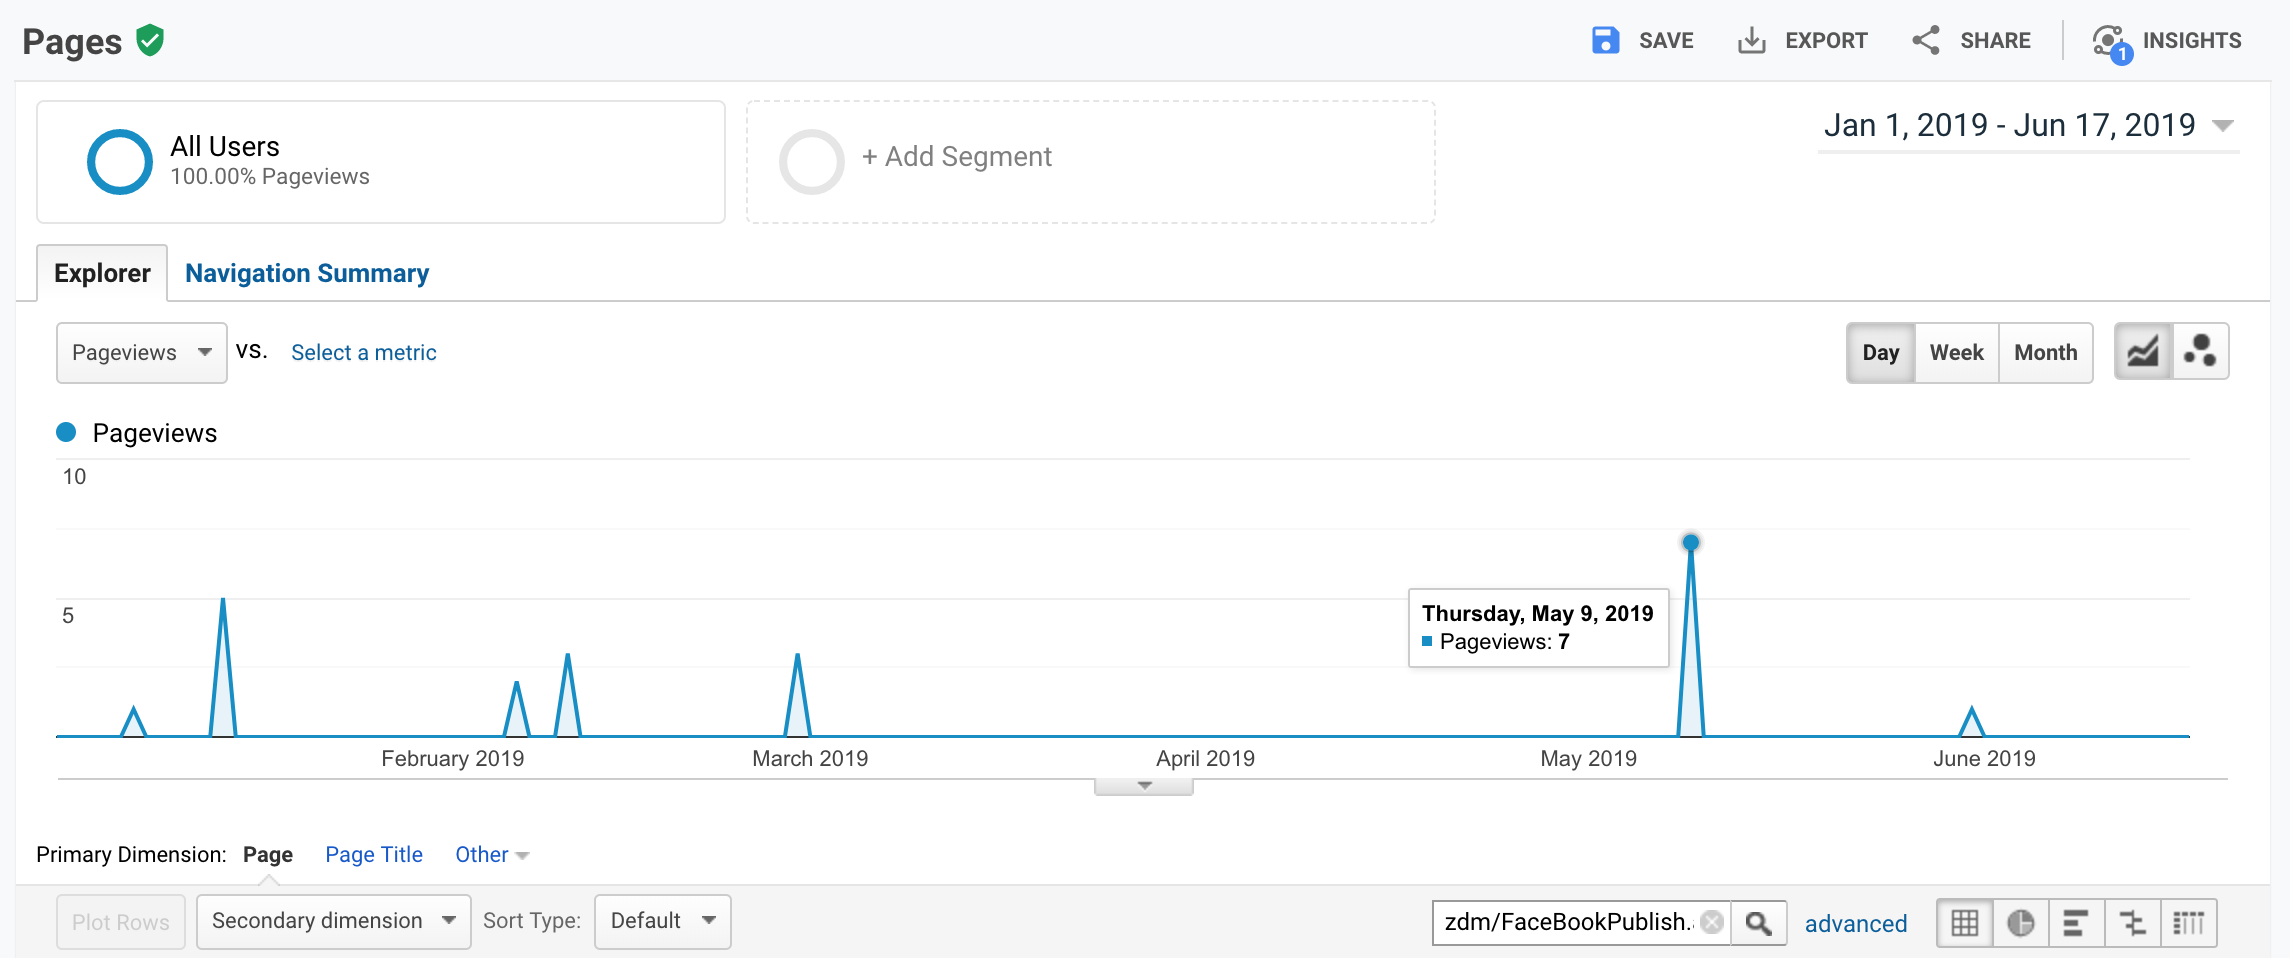 Pages
SAVE
EXPORT
SHARE
1
INSIGHTS
All Users
100.00% Pageviews
+ Add Segment
Jan 1, 2019 - Jun 17, 2019
Explorer
Navigation Summary
Pageviews
VS.
Select a metric
Day
Week
Month
Pageviews
10
5
Thursday, May 9, 2019
Pageviews: 7
February 2019
March 2019
April 2019
May 2019
June 2019
Primary Dimension:
Page
Page Title
Other
Plot Rows
Secondary dimension
Sort Type:
Default
zdm/FaceBookPublish.
advanced